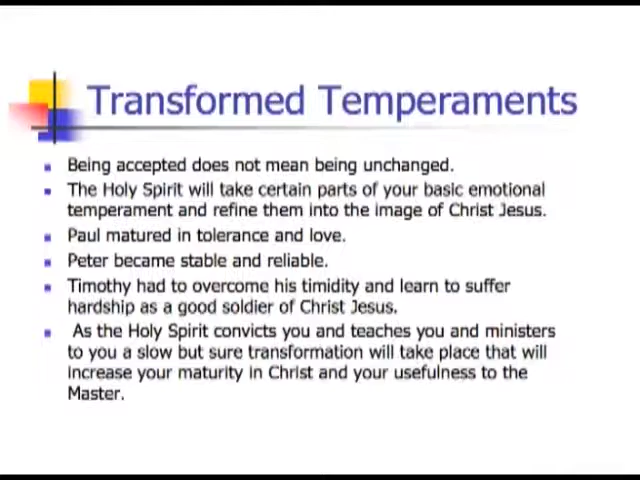 Transformed Temperaments
Being accepted does not mean being unchanged.
The Holy Spirit will take certain parts of your basic emotional
temperament and refine them into the image of Christ Jesus.
Paul matured in tolerance and love.
Peter became stable and reliable.
Timothy had to overcome his timidity and learn to suffer
hardship as a good soldier of Christ Jesus.
As the Holy Spirit convicts you and teaches you and ministers
to you a slow but sure transformation will take place that will
increase your maturity in Christ and your usefulness to the
Master.